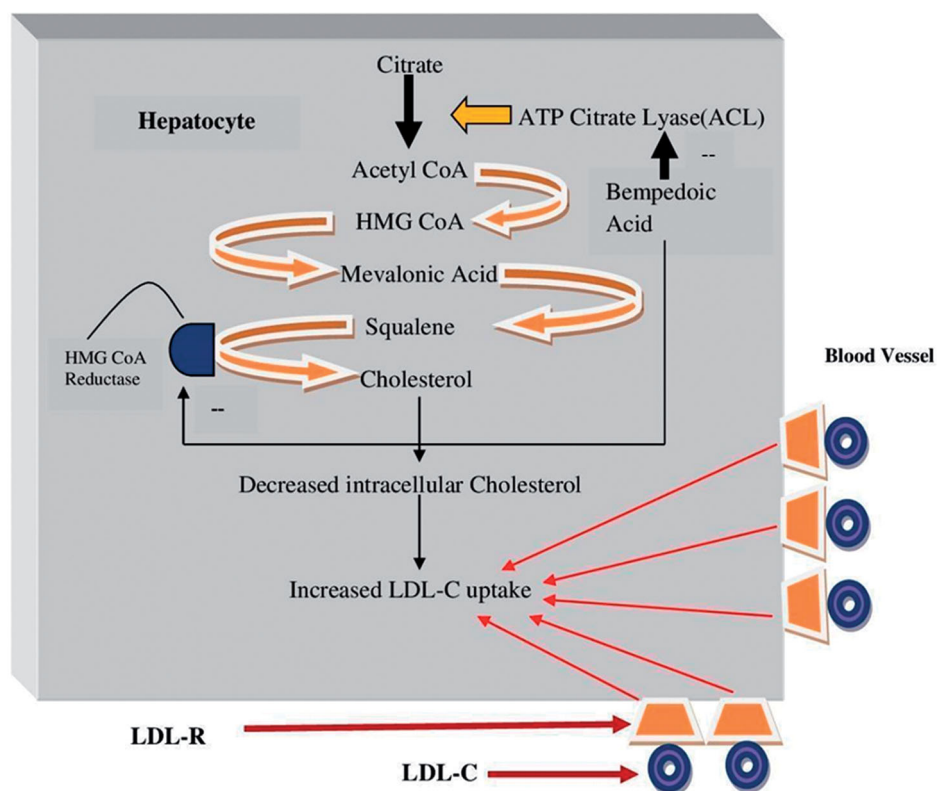 Citrate
Hepatocyte
ATP Citrate Lyase(ACL)
--
Acetyl CoA
Bempedoic
Acid
HMG CoA
Mevalonic Acid
Squalene
HMG CoA
Reductase
Cholesterol
--
Blood Vessel
Decreased intracellular Cholesterol
Increased LDL-C uptake
LDL-R
LDL-C